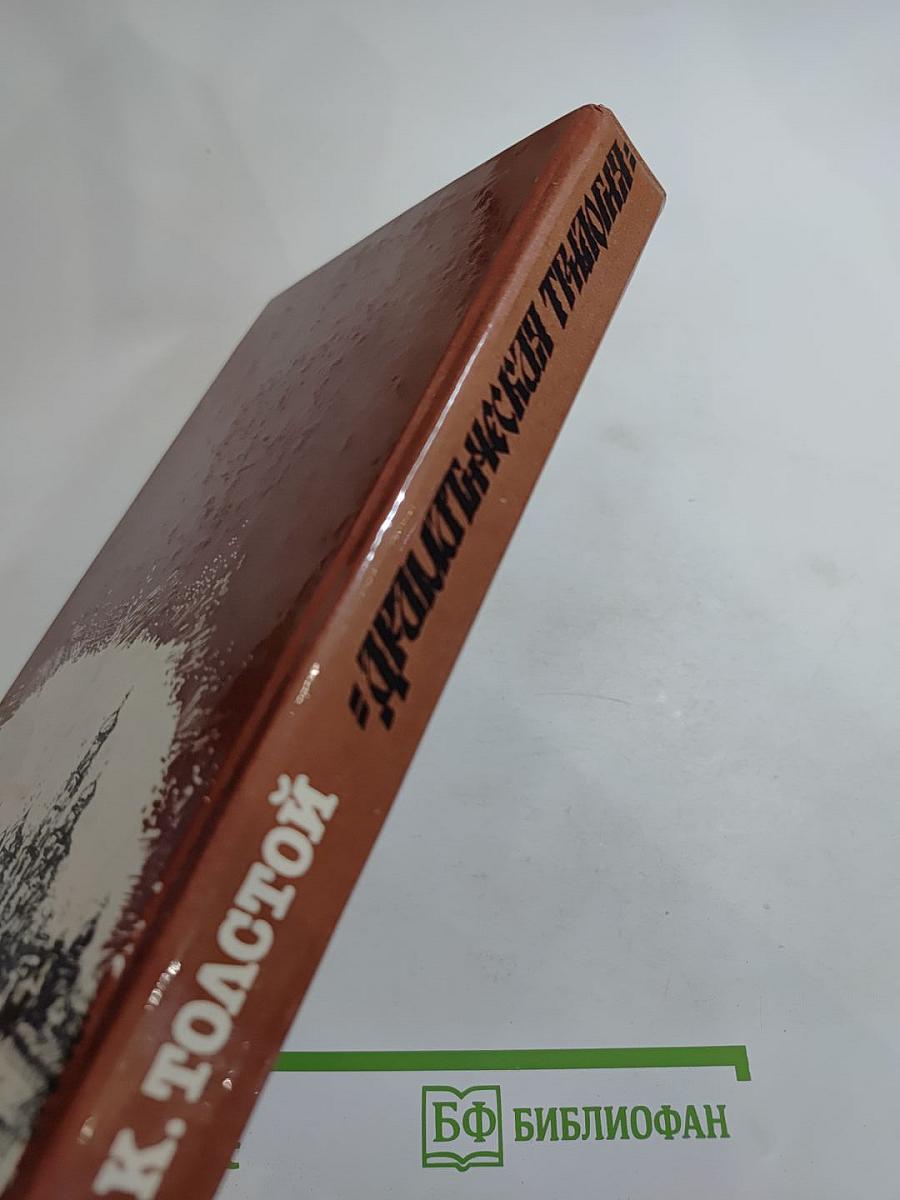 К. ТОЛСТОЙ
=ДРАМАТИЧЕСКАЯ ТРИЛОГИЯ=
БФ БИБЛИОФАН